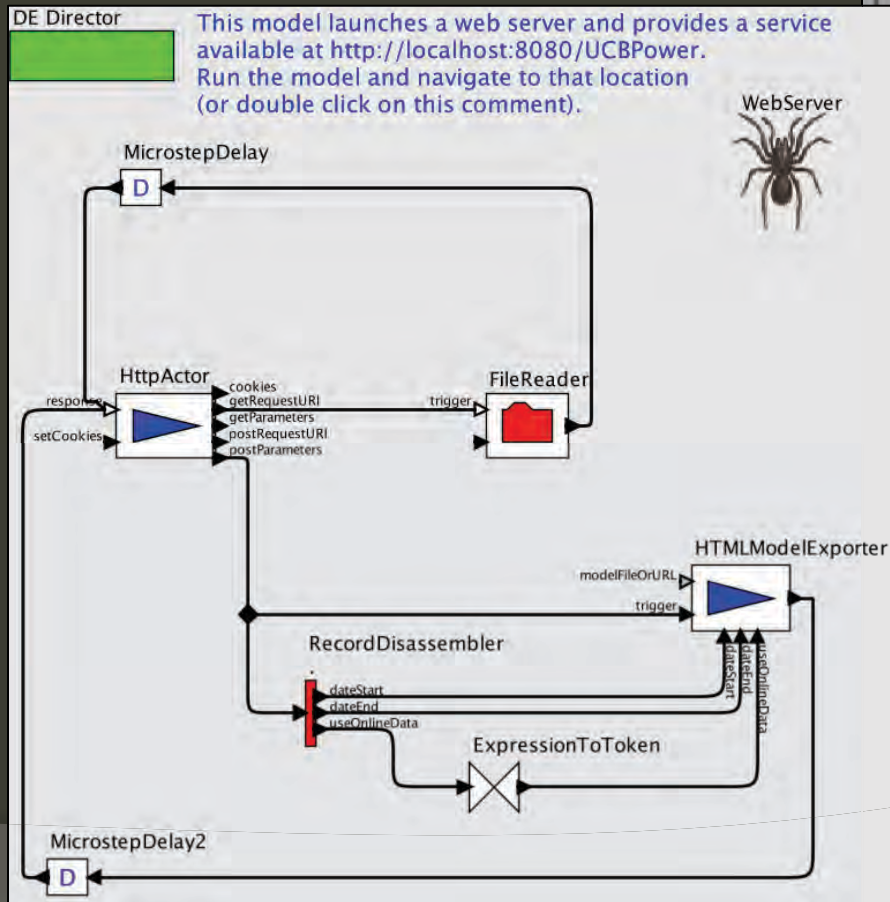 DE Director
This model launches a web server and provides a service
available at http://localhost:8080/UCBPower.
Run the model and navigate to that location
(or double click on this comment).
WebServer
MicrostepDelay
D
HttpActor
response
setCookies
cookies
getRequestURI
getParameters
postRequestURI
postParameters
FileReader
trigger
HTMLModelExporter
modelFileOrURL
trigger
dateStart
dateEnd
useOnlineData
RecordDisassembler
dateStart
dateEnd
useOnlineData
ExpressionToToken
MicrostepDelay2
D